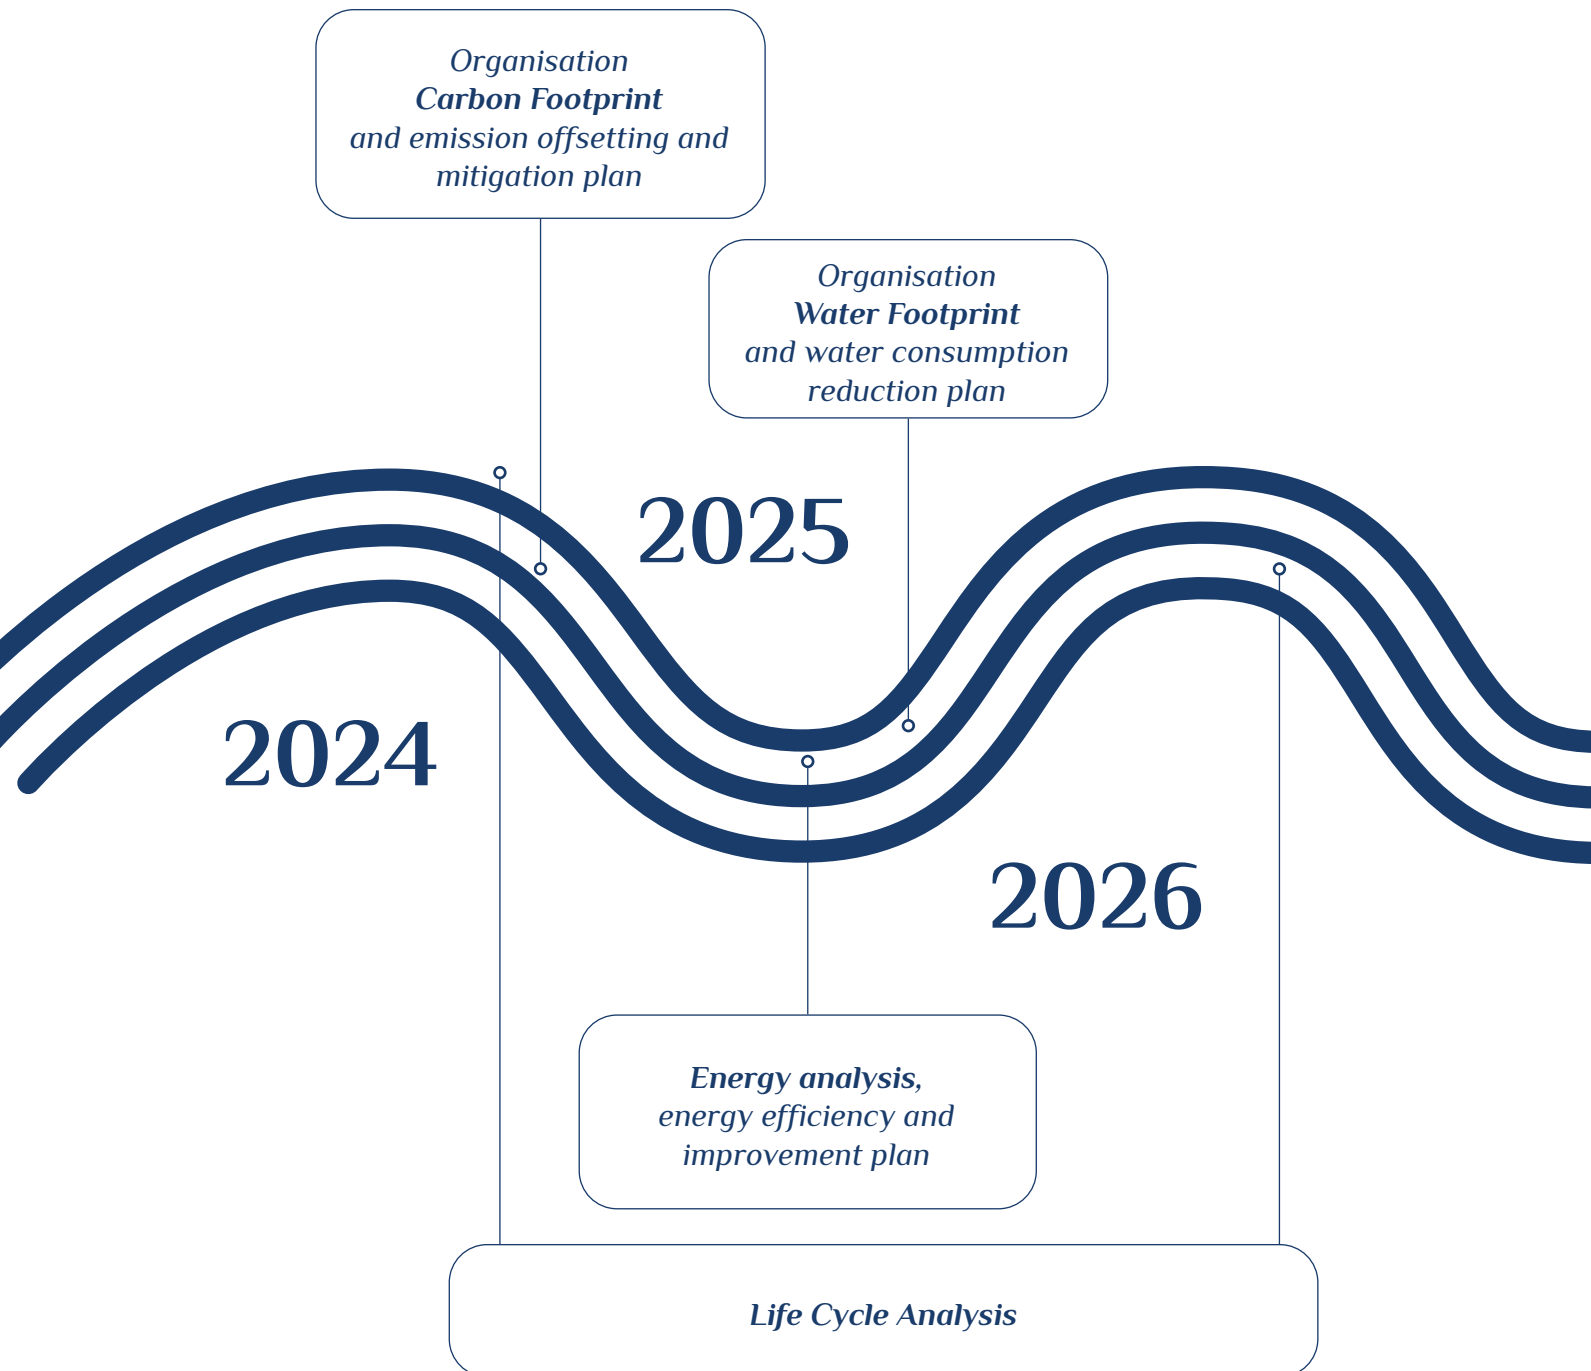 Organisation
Carbon Footprint
and emission offsetting and
mitigation plan
Organisation
Water Footprint
and water consumption
reduction plan
2025
2024
2026
Energy analysis,
energy efficiency and
improvement plan
Life Cycle Analysis